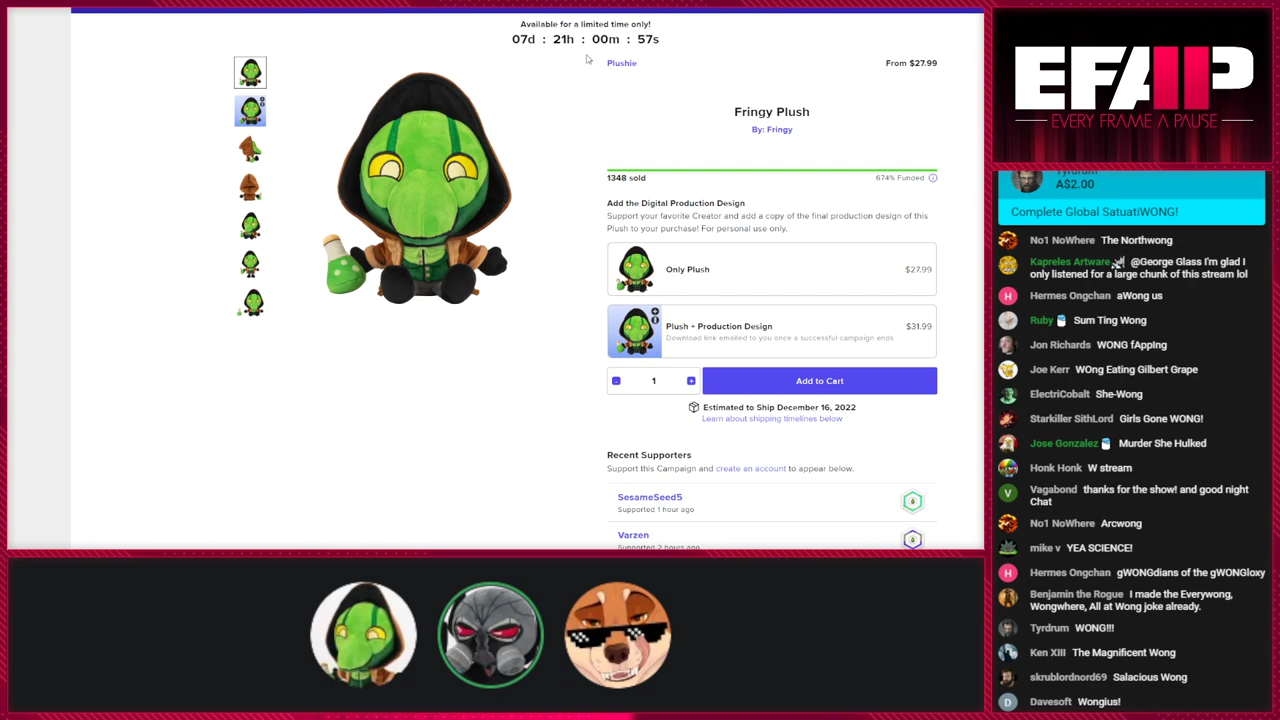 Available for a limited time only!
07d : 21h : 00m : 57s
Plushie
From $27.99
Fringy Plush
By: Fringy
1348 sold
674% Funded
Add the Digital Production Design
Support your favorite Creator and add a copy of the final production design of this
Plush to your purchase! For personal use only.
Only Plush
$27.99
Plush + Production Design
$31.99
Download link emailed to you once a successful campaign ends
- 1 +
Add to Cart
Estimated to Ship December 16, 2022
Learn about shipping timelines below
Recent Supporters
Support this Campaign and create an account to appear below.
SesameSeed5
Supported 1 hour ago
Varzen
Supported 2 hours ago
EFAP
EVERY FRAME A PAUSE
Tyrdrum
A$2.00
Complete Global SatuatiWONG!
No1 NoWhere The Northwong
Kapreles Artware @George Glass I'm glad I
only listened for a large chunk of this stream lol
Hermes Ongchan aWong us
Ruby Sum Ting Wong
Jon Richards WONG fAppIng
Joe Kerr WOng Eating Gilbert Grape
ElectriCobalt She-Wong
Starkiller SithLord Girls Gone WONG!
Jose Gonzalez Murder She Hulked
Honk Honk W stream
Vagabond thanks for the show! and good night
Chat
No1 NoWhere Arcwong
mike v YEA SCIENCE!
Hermes Ongchan gWONGdians of the gWONGloxy
Benjamin the Rogue I made the Everywong,
Wongwhere, All at Wong joke already.
Tyrdrum WONG!!!
Ken XIII The Magnificent Wong
skrublordnord69 Salacious Wong
Davesoft Wongius!